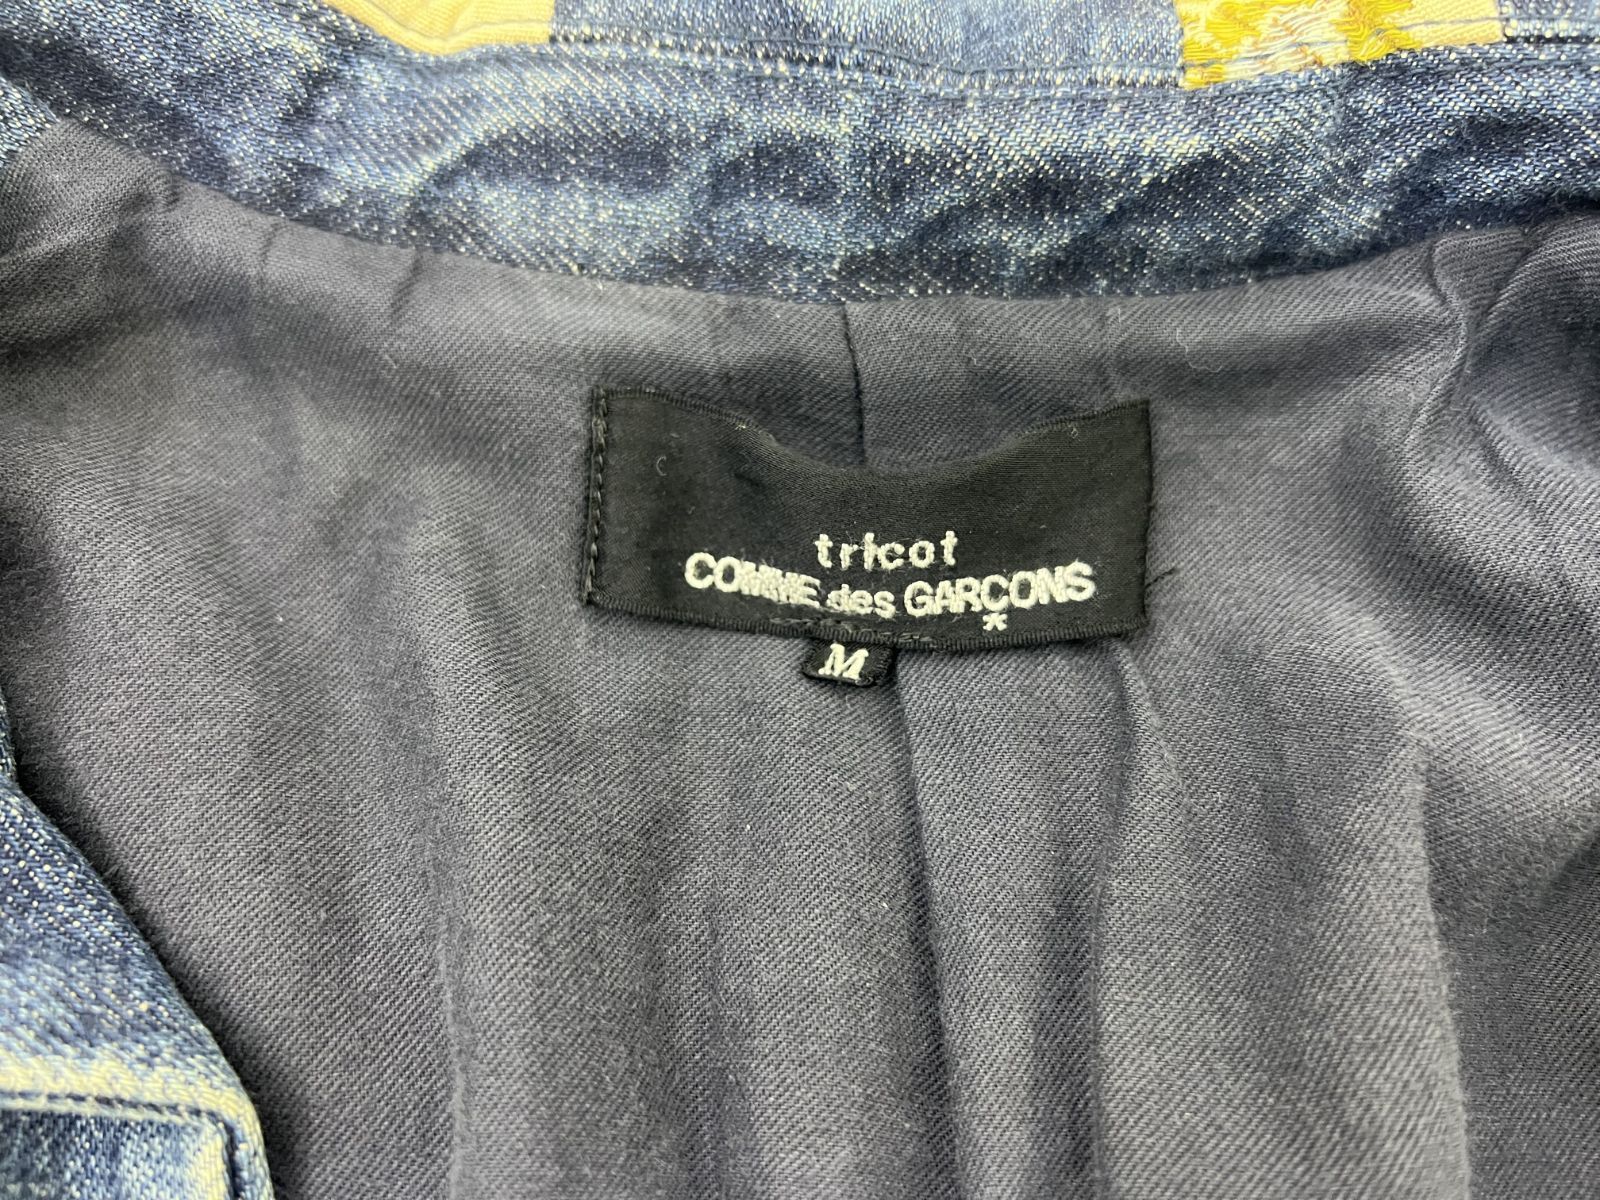 tricot
COMME des GARÇONS
*
M